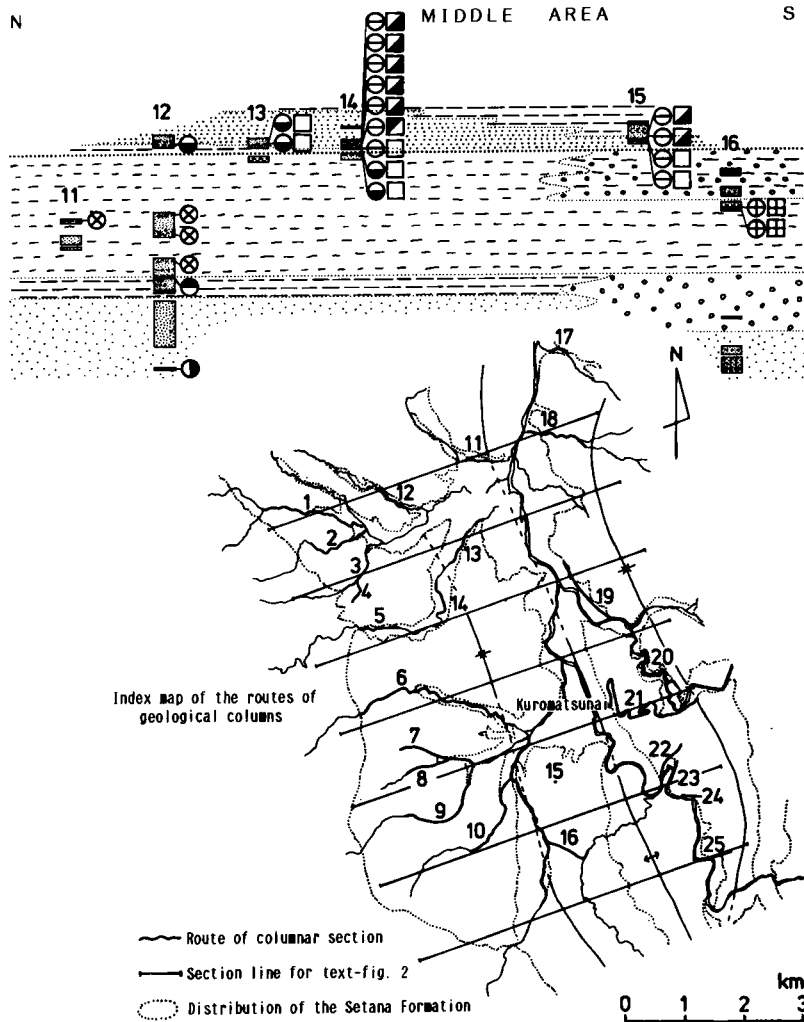 N MIDDLE AREA S
14
12 13 15
16
11
17
N
18
11
12
1
2
13
3
4
14
19
5
20
6
Kuromatsunai 21
Index map of the routes of
geological columns
7
22
8
15
23
24
9
10
16
25
Route of columnar section
Section line for text-fig. 2
km
Distribution of the Setana Formation
0 1 2 3